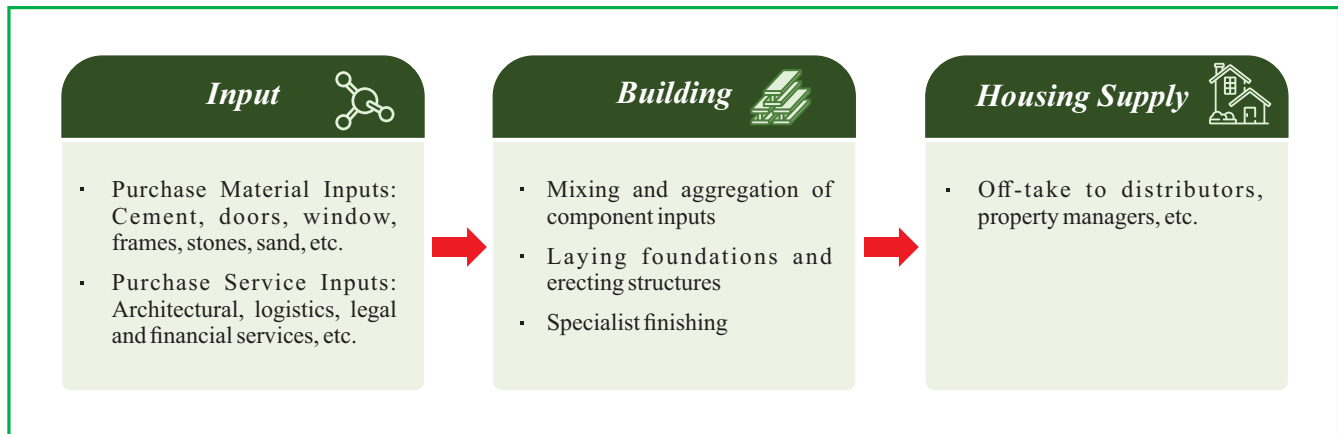 Input
▪ Purchase Material Inputs:
Cement, doors, window,
frames, stones, sand, etc.
▪ Purchase Service Inputs:
Architectural, logistics, legal
and financial services, etc.
Building
▪ Mixing and aggregation of
component inputs
▪ Laying foundations and
erecting structures
▪ Specialist finishing
Housing Supply
▪ Off-take to distributors,
property managers, etc.